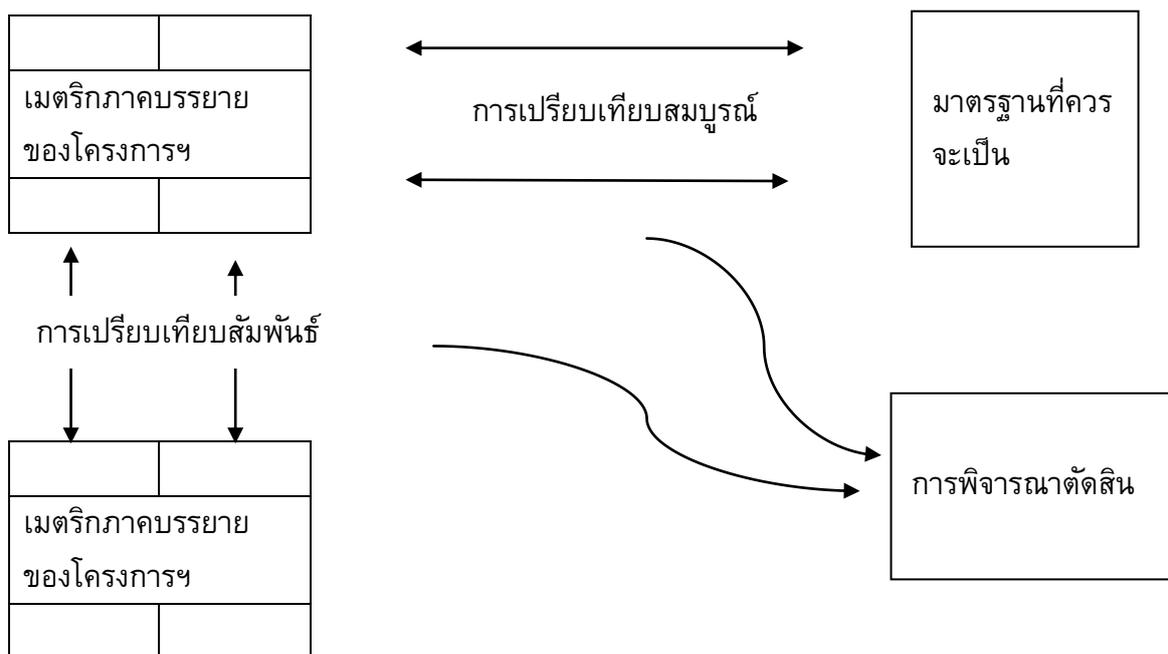 เมตริกภาคบรรยาย
ของโครงการฯ
การเปรียบเทียบสมบูรณ์
มาตรฐานที่ควร
จะเป็น
การเปรียบเทียบสัมพันธ์
การพิจารณาตัดสิน
เมตริกภาคบรรยาย
ของโครงการฯ